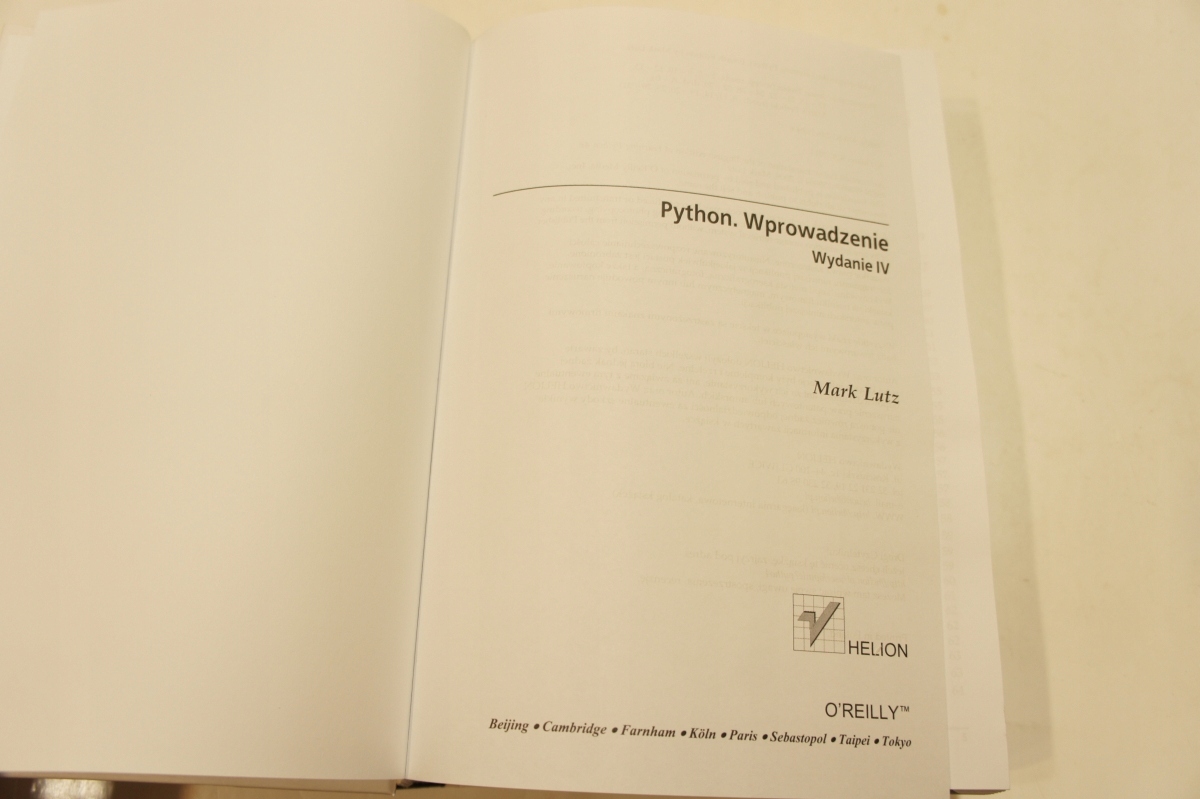 Python. Wprowadzenie
Wydanie IV
Mark Lutz
HELION
O'REILLY™
Beijing • Cambridge • Farnham • Köln • Paris • Sebastopol • Taipei • Tokyo